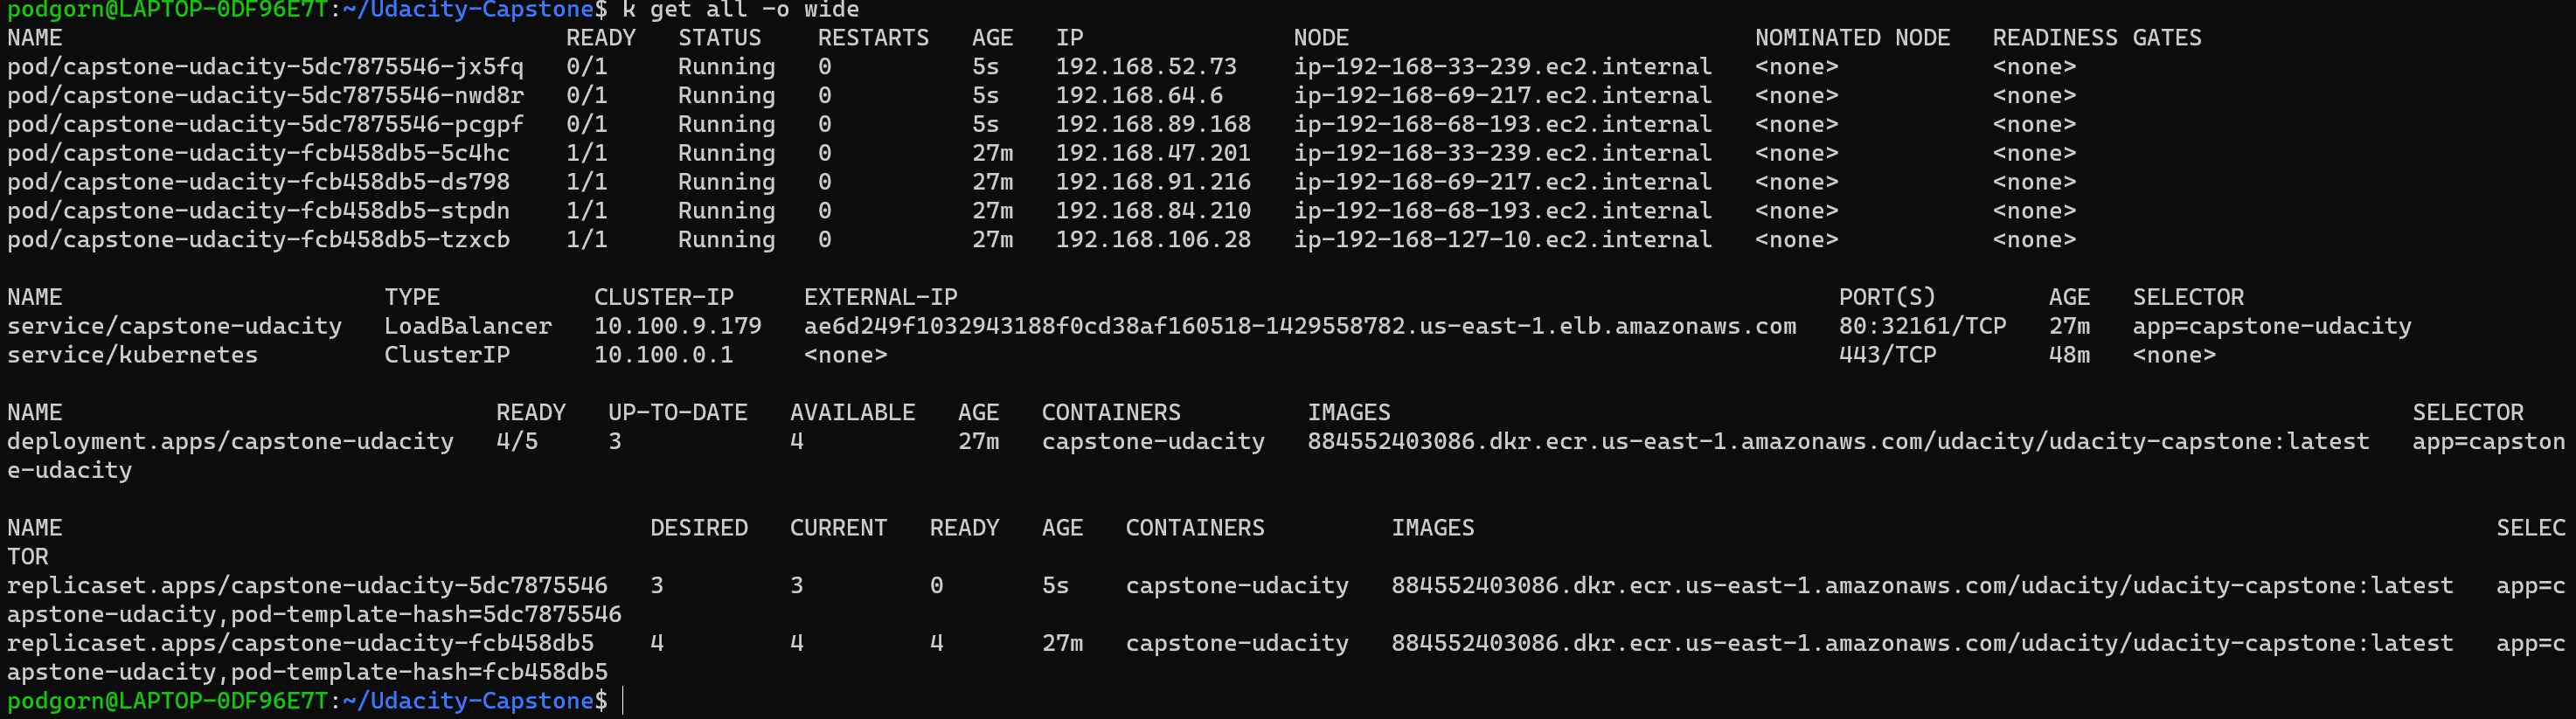 podgorn@LAPTOP-0DF96E7T:~/Udacity-Capstone$ k get all -o wide
NAME                                    READY   STATUS    RESTARTS   AGE   IP               NODE                             NOMINATED NODE   READINESS GATES
pod/capstone-udacity-5dc7875546-jx5fq   0/1     Running   0          5s    192.168.52.73    ip-192-168-33-239.ec2.internal   <none>           <none>
pod/capstone-udacity-5dc7875546-nwd8r   0/1     Running   0          5s    192.168.64.6     ip-192-168-69-217.ec2.internal   <none>           <none>
pod/capstone-udacity-5dc7875546-pcgpf   0/1     Running   0          5s    192.168.89.168   ip-192-168-68-193.ec2.internal   <none>           <none>
pod/capstone-udacity-fcb458db5-5c4hc    1/1     Running   0          27m   192.168.47.201   ip-192-168-33-239.ec2.internal   <none>           <none>
pod/capstone-udacity-fcb458db5-ds798    1/1     Running   0          27m   192.168.91.216   ip-192-168-69-217.ec2.internal   <none>           <none>
pod/capstone-udacity-fcb458db5-stpdn    1/1     Running   0          27m   192.168.84.210   ip-192-168-68-193.ec2.internal   <none>           <none>
pod/capstone-udacity-fcb458db5-tzxcb    1/1     Running   0          27m   192.168.106.28   ip-192-168-127-10.ec2.internal   <none>           <none>
NAME                       TYPE           CLUSTER-IP     EXTERNAL-IP                                                               PORT(S)        AGE   SELECTOR
service/capstone-udacity   LoadBalancer   10.100.9.179   ae6d249f1032943188f0cd38af160518-1429558782.us-east-1.elb.amazonaws.com   80:32161/TCP   27m   app=capstone-udacity
service/kubernetes         ClusterIP      10.100.0.1     <none>                                                                    443/TCP        48m   <none>
NAME                               READY   UP-TO-DATE   AVAILABLE   AGE   CONTAINERS         IMAGES                                                                         SELECTOR
deployment.apps/capstone-udacity   4/5     3            4           27m   capstone-udacity   884552403086.dkr.ecr.us-east-1.amazonaws.com/udacity/udacity-capstone:latest   app=capston
e-udacity
NAME                                          DESIRED   CURRENT   READY   AGE   CONTAINERS         IMAGES                                                                         SELEC
TOR
replicaset.apps/capstone-udacity-5dc7875546   3         3         0       5s    capstone-udacity   884552403086.dkr.ecr.us-east-1.amazonaws.com/udacity/udacity-capstone:latest   app=c
apstone-udacity,pod-template-hash=5dc7875546
replicaset.apps/capstone-udacity-fcb458db5    4         4         4       27m   capstone-udacity   884552403086.dkr.ecr.us-east-1.amazonaws.com/udacity/udacity-capstone:latest   app=c
apstone-udacity,pod-template-hash=fcb458db5
podgorn@LAPTOP-0DF96E7T:~/Udacity-Capstone$